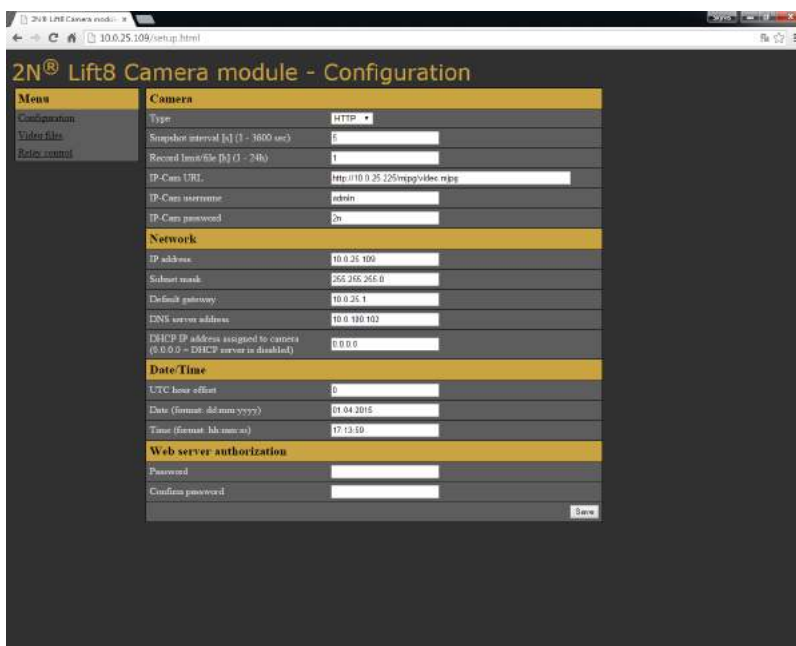 2N® Lift8 Camera modul
10.0.25.109/setup.html
2N® Lift8 Camera module - Configuration
Menu
Configuration
Video files
Relay control
Camera
Type
HTTP
Snapshot interval [s] (1 - 3600 sec)
5
Record limit/file [h] (1 - 24h)
1
IP-Cam URL
http://10.0.25.225/mjpg/video.mjpg
IP-Cam username
admin
IP-Cam password
2n
Network
IP address
10.0.25.109
Subnet mask
255.255.255.0
Default gateway
10.0.25.1
DNS server address
10.0.100.102
DHCP IP address assigned to camera
(0.0.0.0 = DHCP server is disabled)
0.0.0.0
Date/Time
UTC hour offset
0
Date (format: dd.mm.yyyy)
01.04.2015
Time (format: hh:mm:ss)
17:13:50
Web server authorization
Password
Confirm password
Save